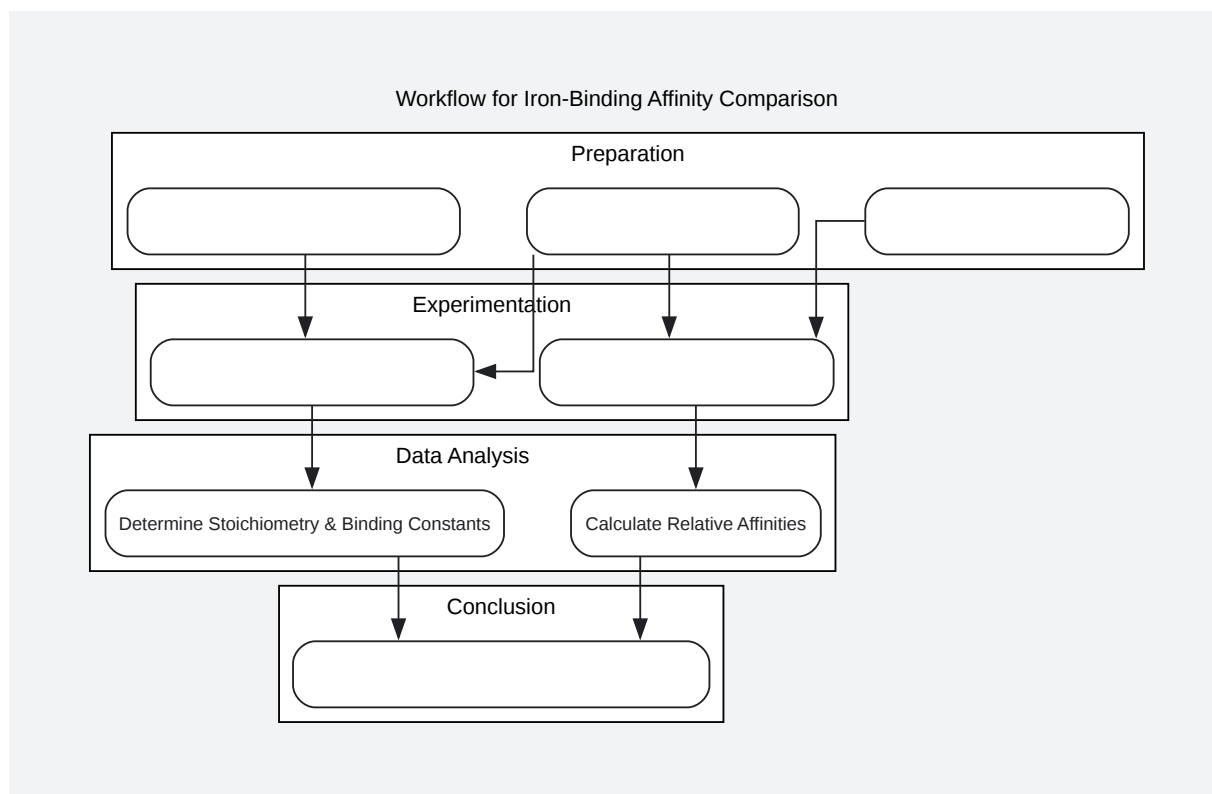 Workflow for Iron-Binding Affinity Comparison
Preparation
Experimentation
Data Analysis
Determine Stoichiometry & Binding Constants
Calculate Relative Affinities
Conclusion